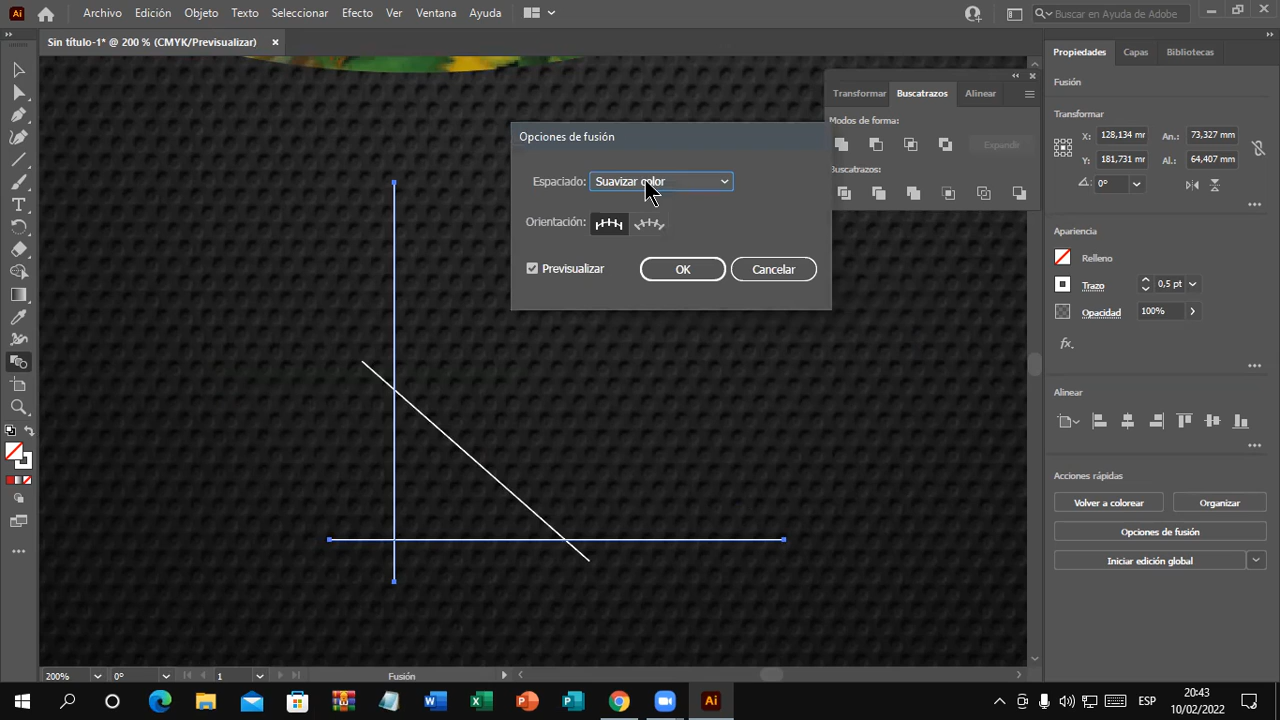 Ai
Archivo Edición Objeto Texto Seleccionar Efecto Ver Ventana Ayuda
Buscar en Ayuda de Adobe
Sin título-1* @ 200 % (CMYK/Previsualizar)
Propiedades Capas Bibliotecas
Fusión
Transformar Buscatrazos Alinear
Modos de forma:
Expandir
Buscatrazos:
Opciones de fusión
Espaciado: Suavizar color
Orientación:
Previsualizar OK Cancelar
Transformar
X: 128,134 mr An.: 73,327 mm
Y: 181,731 mr Al.: 64,407 mm
0°
Apariencia
Relleno
Trazo 0,5 pt
Opacidad 100%
fx.
Alinear
Acciones rápidas
Volver a colorear Organizar
Opciones de fusión
Iniciar edición global
200% 0° 1 Fusión
ESP
20:43
10/02/2022